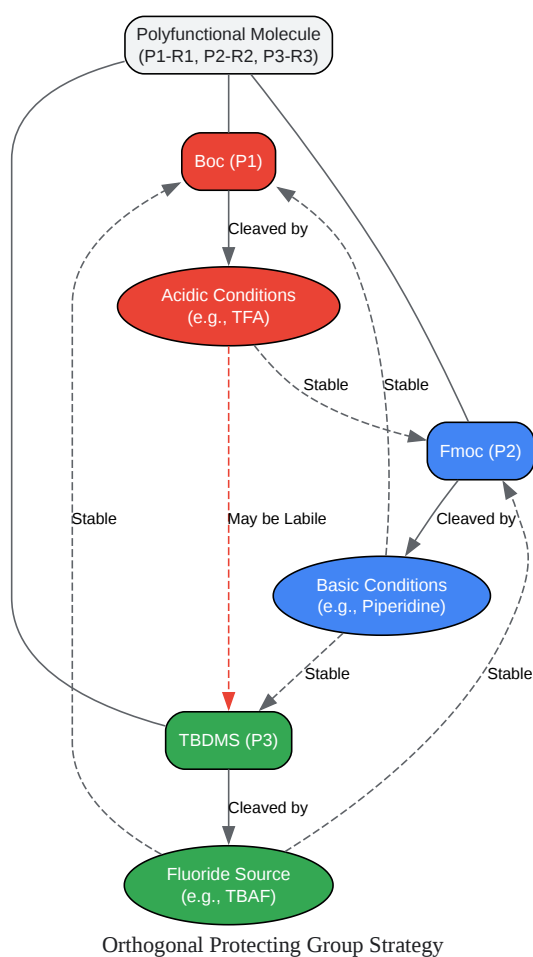 Polyfunctional Molecule
(P1-R1, P2-R2, P3-R3)
Boc (P1)
Cleaved by
Acidic Conditions
(e.g., TFA)
Stable
Stable
Fmoc (P2)
Stable
May be Labile
Cleaved by
Basic Conditions
(e.g., Piperidine)
Stable
Stable
TBDMS (P3)
Cleaved by
Fluoride Source
(e.g., TBAF)
Orthogonal Protecting Group Strategy